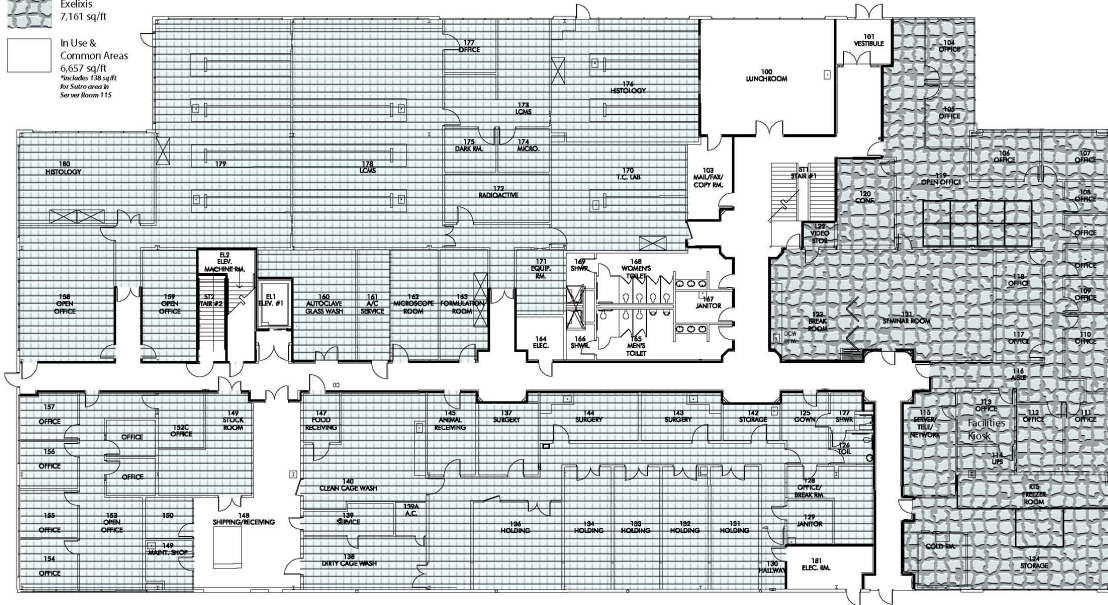 Exelixis
7,161 sq/ft
In Use &
Common Areas
6,657 sq/ft
*includes 138 sq/ft
for Sutro area in
Server Room 115
177
OFFICE
101
VESTIBULE
104
OFFICE
100
LUNCHROOM
176
HISTOLOGY
173
LCMS
105
OFFICE
175
DARK RM.
174
MICRO.
106
OFFICE
107
OFFICE
180
HISTOLOGY
179
178
LCMS
170
T.C. LAB
103
MAIL/FAX/
COPY RM.
ST1
STAIR #1
119
OPEN OFFICE
172
RADIOACTIVE
120
CONF.
108
OFFICE
122
VIDEO
STOR.
OFFICE
EL2
ELEV.
MACHINE RM.
171
EQUIP.
RM.
169
SHWR.
168
WOMEN'S
TOILET
OFFICE
118
OFFICE
158
OPEN
OFFICE
159
OPEN
OFFICE
ST2
STAIR #2
EL1
ELEV. #1
160
AUTOCLAVE
GLASS WASH
161
A/C
SERVICE
162
MICROSCOPE
ROOM
163
FORMULATION
ROOM
167
JANITOR
109
OFFICE
BREAK
ROOM
121
SEMINAR ROOM
164
ELEC.
166
SHWR.
165
MEN'S
TOILET
117
OFFICE
110
OFFICE
116
AISLE
157
OFFICE
OFFICE
152C
OFFICE
149
STOCK
ROOM
147
FOOD
RECEIVING
145
ANIMAL
RECEIVING
137
SURGERY
144
SURGERY
143
SURGERY
142
STORAGE
125
GOWN
127
SHWR
126
TOIL
115
SERVER/
TELE/
NETWORK
113
OFFICE
Facilities
Kiosk
112
OFFICE
111
OFFICE
156
OFFICE
114
UPS
OFFICE
140
CLEAN CAGE WASH
128
OFFICE/
BREAK RM.
FREEZER
ROOM
139A
A.C.
155
OFFICE
153
OPEN
OFFICE
150
148
SHIPPING/RECEIVING
139
SERVICE
136
HOLDING
134
HOLDING
133
HOLDING
132
HOLDING
131
HOLDING
129
JANITOR
149
MAINT. SHOP
154
OFFICE
138
DIRTY CAGE WASH
130
HALLWAY
181
ELEC. RM.
COLD RM.
124
STORAGE